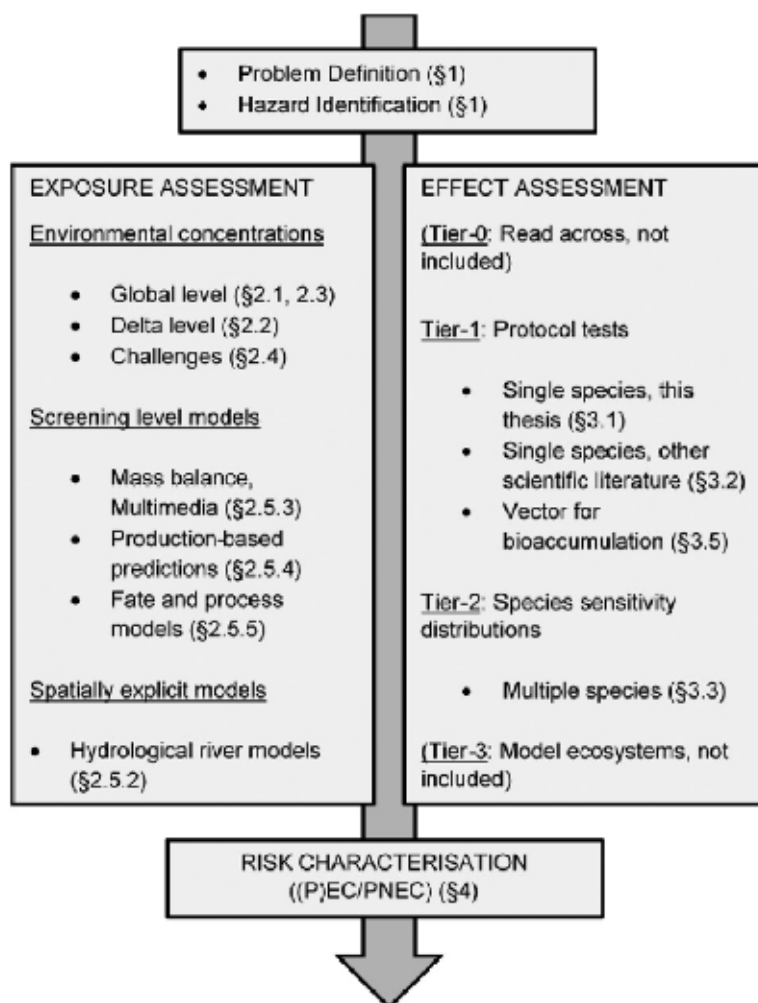 • Problem Definition (§1)
• Hazard Identification (§1)
EXPOSURE ASSESSMENT
Environmental concentrations
• Global level (§2.1, 2.3)
• Delta level (§2.2)
• Challenges (§2.4)
Screening level models
• Mass balance,
Multimedia (§2.5.3)
• Production-based
predictions (§2.5.4)
• Fate and process
models (§2.5.5)
Spatially explicit models
• Hydrological river models
(§2.5.2)
EFFECT ASSESSMENT
(Tier-0: Read across, not
included)
Tier-1: Protocol tests
• Single species, this
thesis (§3.1)
• Single species, other
scientific literature (§3.2)
• Vector for
bioaccumulation (§3.5)
Tier-2: Species sensitivity
distributions
• Multiple species (§3.3)
(Tier-3: Model ecosystems, not
included)
RISK CHARACTERISATION
((P)EC/PNEC) (§4)